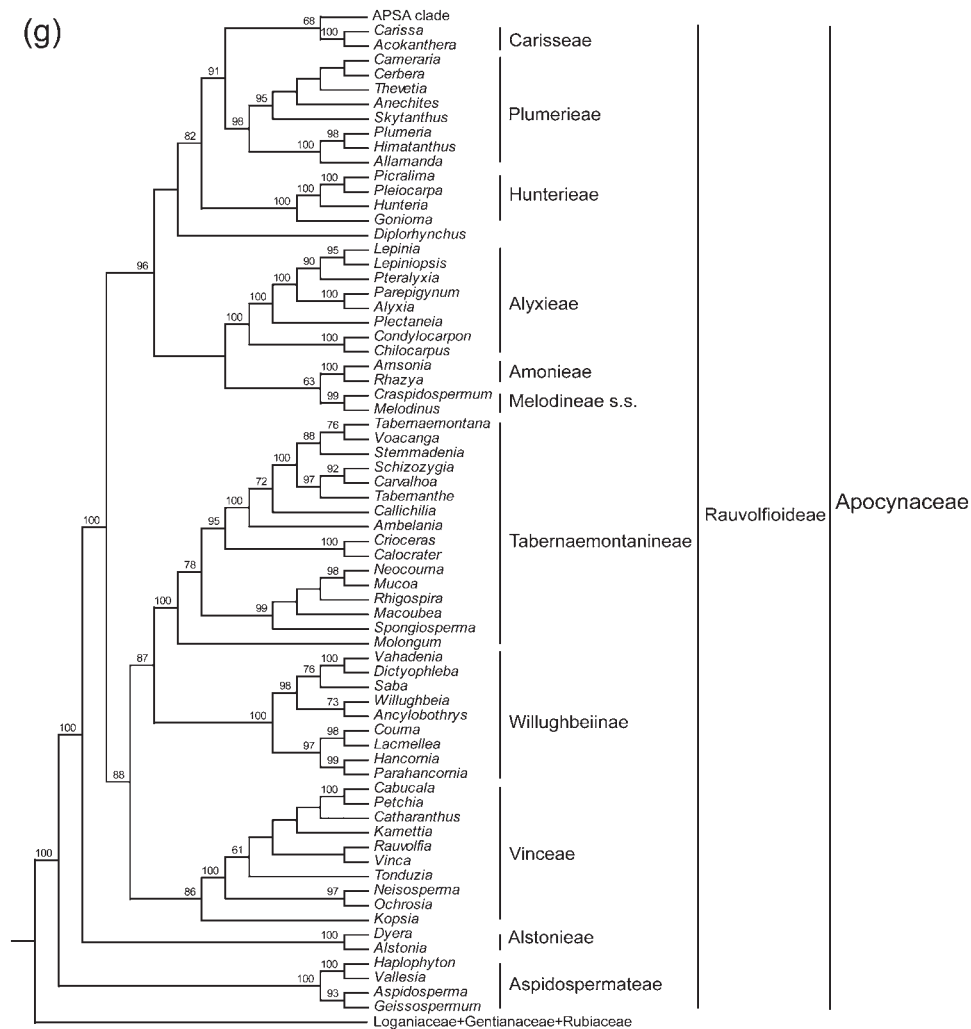 (g)
68 APSA clade
100 Carissa
Acokanthera
Carisseae
Cameraria
Cerbera
91 Thevetia
95 Anechites
Skytanthus
Plumerieae
98
98 Plumeria
Himatanthus
100 Allamanda
82
100 Picralima
100 Pleiocarpa
Hunterieae
100 Hunteria
Gonioma
Diplorhynchus
95 Lepinia
90 Lepiniopsis
96
100 Pteralyxia
100 Parepigynum
100 Alyxia
Alyxieae
100 Plectaneia
100 Condylocarpon
Chilocarpus
100 Amsonia
63 Rhazya
Amonieae
99 Craspidospermum
Melodinus
Melodineae s.s.
76 Tabernaemontana
88 Voacanga
100 Stemmadenia
92 Schizozygia
72 97 Carvalhoa
100 Tabernanthe
Callichilia
95 Ambelania
100 100 Crioceras
Calocrater
Tabernaemontanineae
Rauvolfioideae
Apocynaceae
78 98 Neocouma
Mucoa
Rhigospira
100 99 Macoubea
Spongiosperma
Molongum
87 100 Vahadenia
76 Dictyophleba
98 Saba
73 Willughbeia
100 Ancylobothrys
Willughbeiinae
98 Couma
100 97 Lacmellea
99 Hancornia
88 Parahancornia
100 Cabucala
Petchia
Catharanthus
Kamettia
100 61 Rauvolfia
Vinca
Vinceae
100 Tonduzia
86 97 Neisosperma
Ochrosia
Kopsia
100 Dyera
Alstonia
Alstonieae
100 Haplophyton
100 Vallesia
93 Aspidosperma
Geissospermum
Aspidospermateae
Loganiaceae+Gentianaceae+Rubiaceae